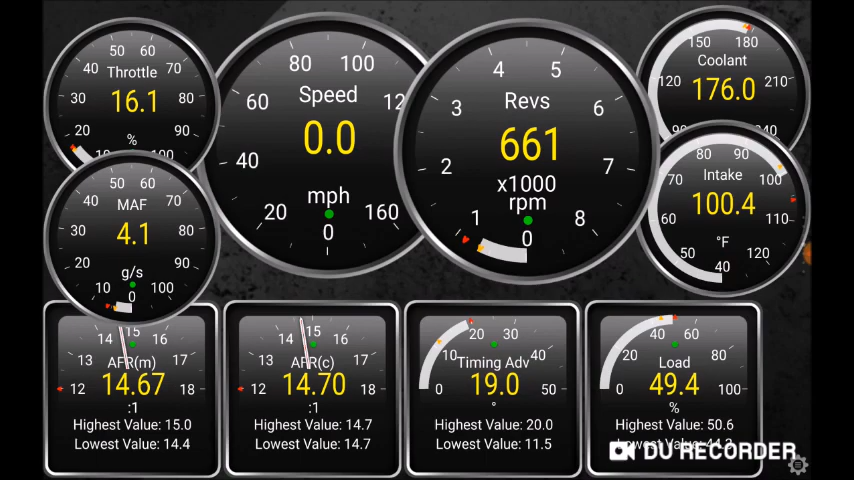 50 60
40 Throttle 70
30 16.1 80
20 % 90
50 60
40 MAF 70
30 4.1 80
20 g/s 90
10 0 100
80 100
60 Speed 12
40 0.0
mph
20 0 160
4 5
3 Revs 6
2 661 7
x1000
rpm
1 0 8
150 180
Coolant
120 176.0 210
80 90
70 Intake 100
60 100.4 110
°F
50 40 120
14 15 16
13 AFR(m) 17
12 14.67 18
:1
Highest Value: 15.0
Lowest Value: 14.4
14 15 16
13 AFR(c) 17
12 14.70 18
:1
Highest Value: 14.7
Lowest Value: 14.7
20 30
10 Timing Adv 40
0 19.0 50
°
Highest Value: 20.0
Lowest Value: 11.5
40 60
20 Load 80
0 49.4 100
%
Highest Value: 50.6
DU RECORDER